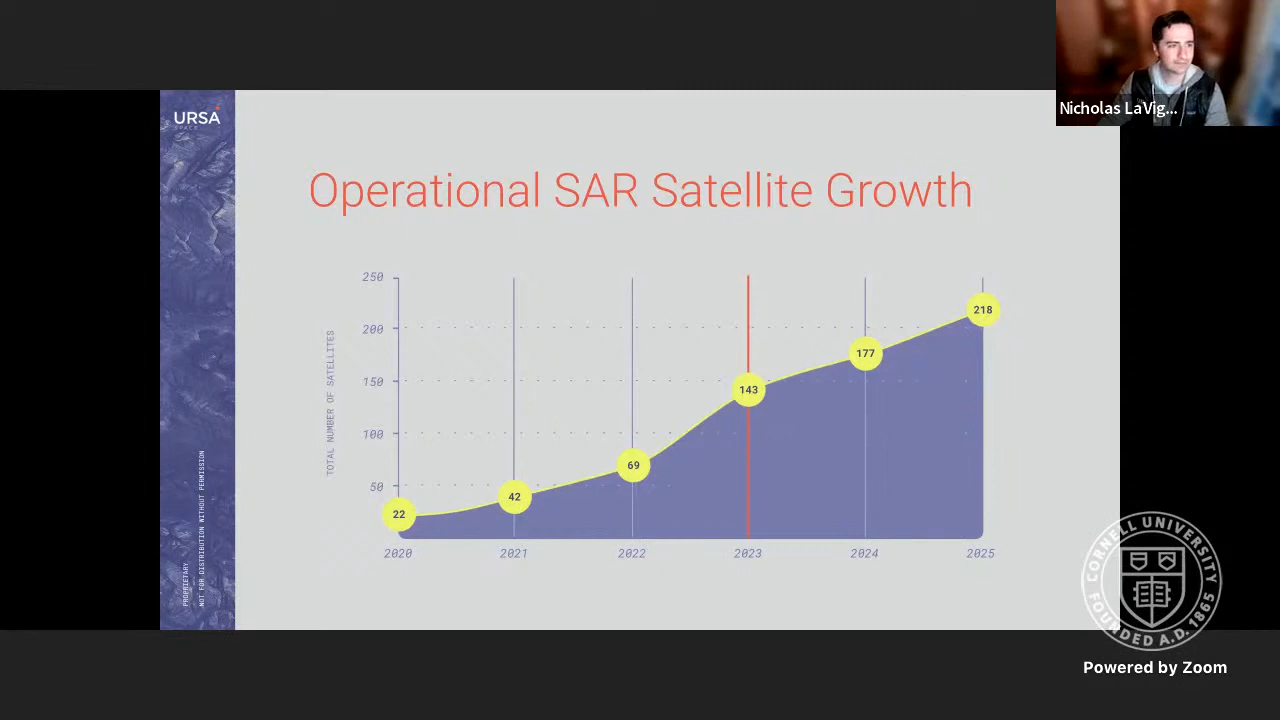 Nicholas LaVig...
URSA
SPACE
Operational SAR Satellite Growth
TOTAL NUMBER OF SATELLITES
250
200
150
100
50
22
42
69
143
177
218
2020
2021
2022
2023
2024
2025
PROPRIETARY
NOT FOR DISTRIBUTION WITHOUT PERMISSION
CORNELL UNIVERSITY
FOUNDED A.D. 1865
Powered by Zoom